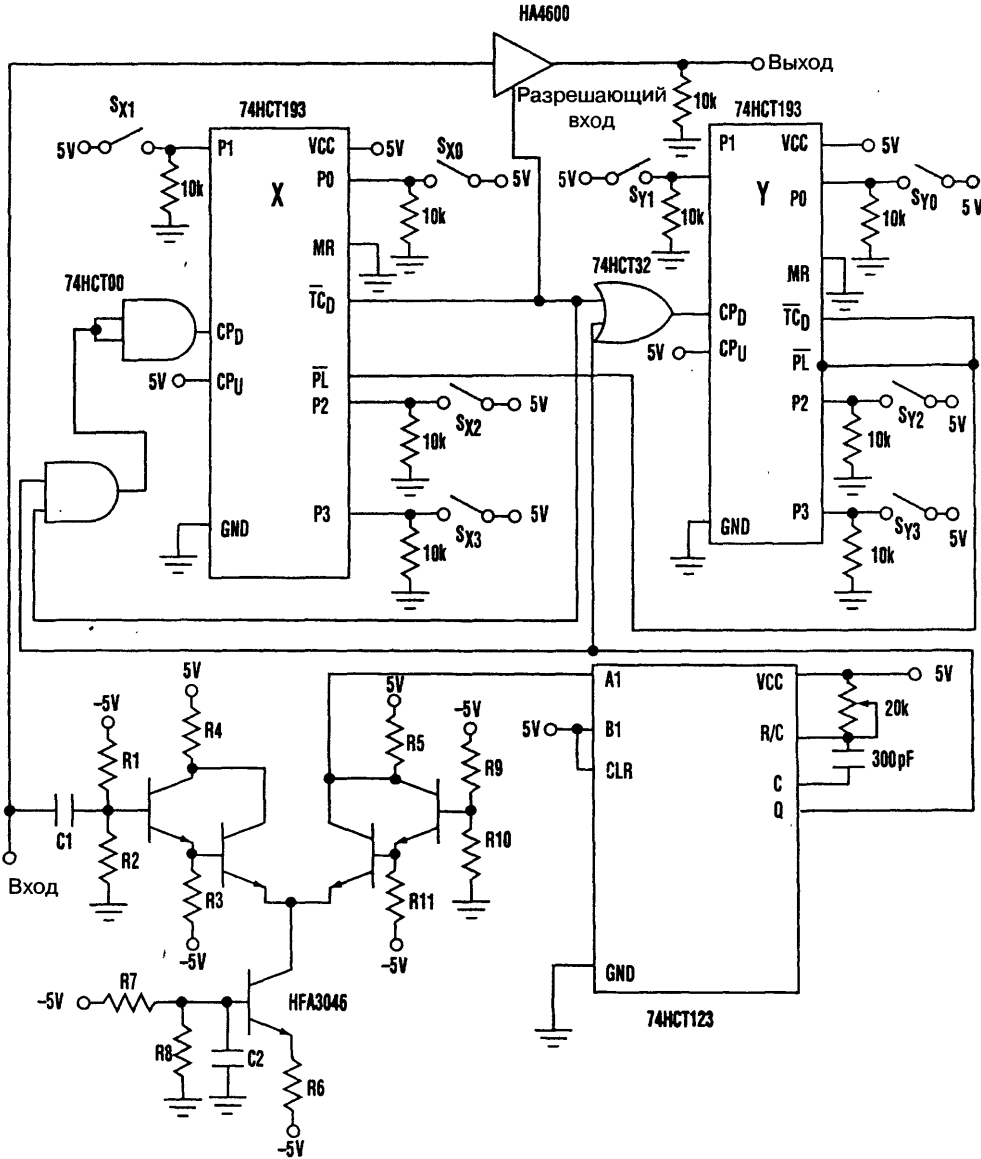 HA4600
Выход
Разрешающий
вход
10k
74HCT193
SX1
5V
P1
VCC
5V
10k
X
P0
SX0
5V
10k
MR
74HCT00
T̅C̅D
CPD
5V
CPU
P̅L̅
P2
SX2
5V
10k
P3
SX3
5V
10k
GND
74HCT193
P1
VCC
5V
5V
SY1
10k
Y
P0
SY0
5V
10k
MR
74HCT32
CPD
T̅C̅D
5V
CPU
P̅L̅
P2
SY2
5V
10k
P3
SY3
5V
10k
GND
-5V
5V
R4
R1
C1
R2
Вход
R3
-5V
5V
R5
-5V
R9
R10
R11
-5V
R7
-5V
HFA3046
R8
C2
R6
-5V
A1
VCC
5V
20k
5V
B1
R/C
CLR
300pF
C
Q
GND
74HCT123